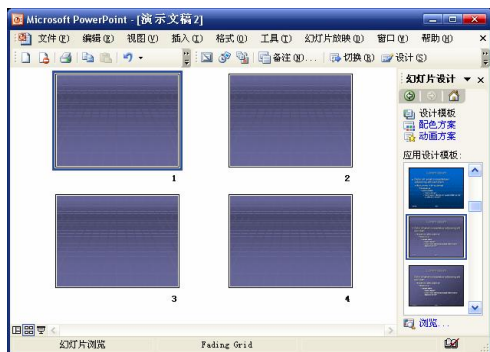 Microsoft PowerPoint - [演示文稿2]
文件(F) 编辑(E) 视图(V) 插入(I) 格式(O) 工具(T) 幻灯片放映(D) 窗口(W) 帮助(H)
备注(N)... 切换(R) 设计(S)
幻灯片设计
设计模板
配色方案
动画方案
应用设计模板:
1
2
3
4
浏览...
幻灯片浏览 Fading Grid